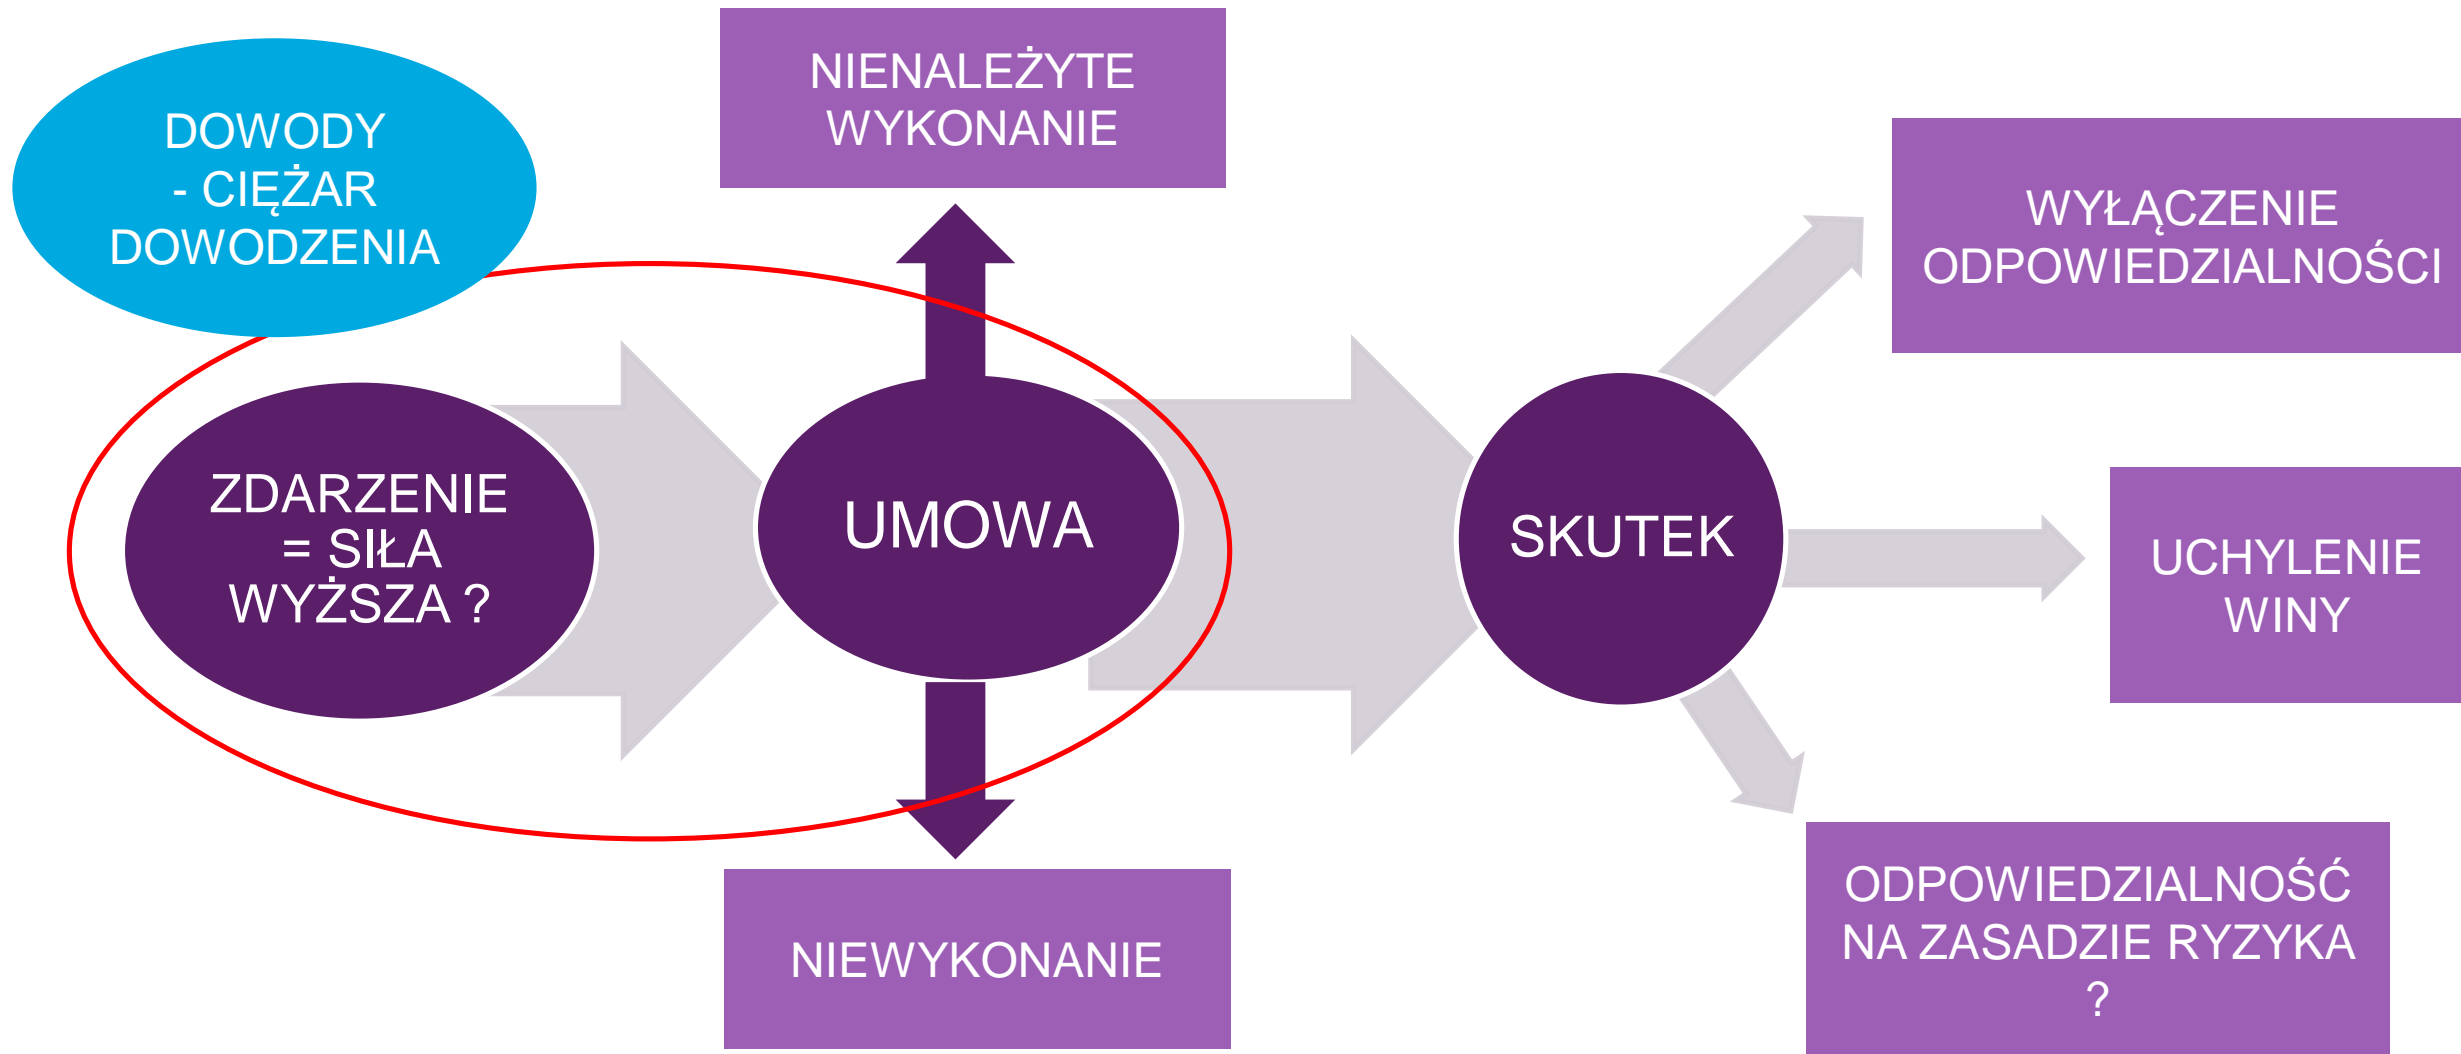 DOWODY
- CIĘŻAR
DOWODZENIA
NIENALEŻYTE
WYKONANIE
WYŁĄCZENIE
ODPOWIEDZIALNOŚCI
ZDARZENIE
= SIŁA
WYŻSZA ?
UMOWA
SKUTEK
UCHYLENIE
WINY
NIEWYKONANIE
ODPOWIEDZIALNOŚĆ
NA ZASADZIE RYZYKA
?